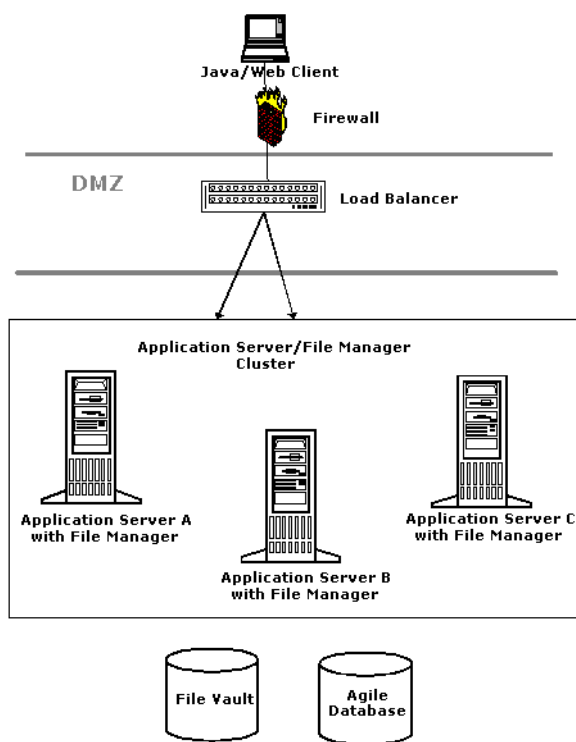 Java/Web Client
Firewall
DMZ
Load Balancer
Application Server/File Manager
Cluster
Application Server A
with File Manager
Application Server C
with File Manager
Application Server B
with File Manager
File Vault
Agile
Database